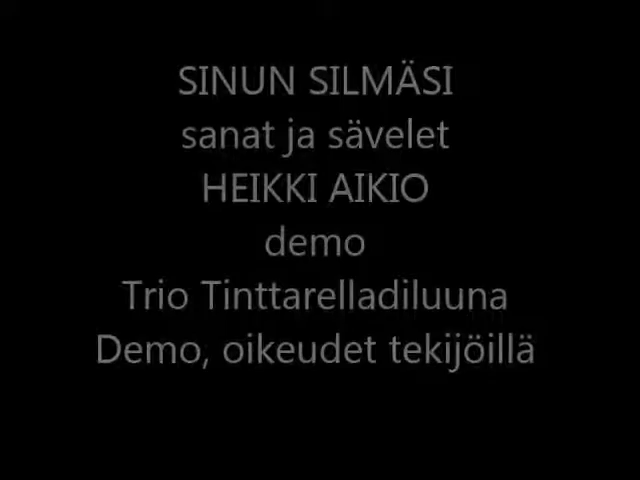 SINUN SILMÄSI
sanat ja sävelet
HEIKKI AIKIO
demo
Trio Tinttarelladiluuna
Demo, oikeudet tekijöillä